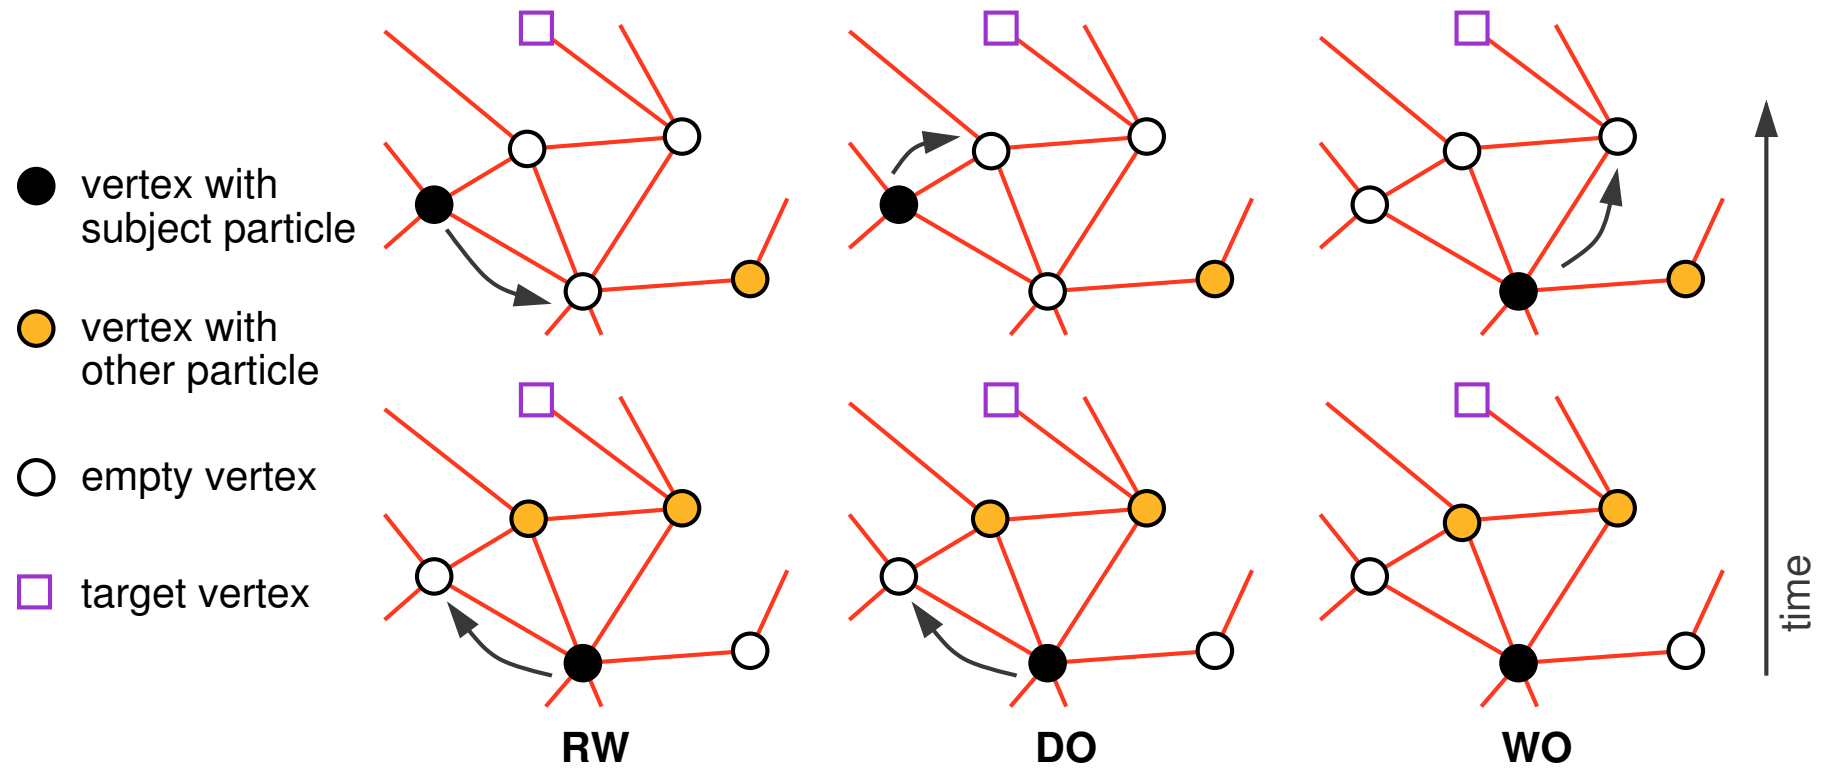 vertex with
subject particle
vertex with
other particle
empty vertex
target vertex
time
RW
DO
WO